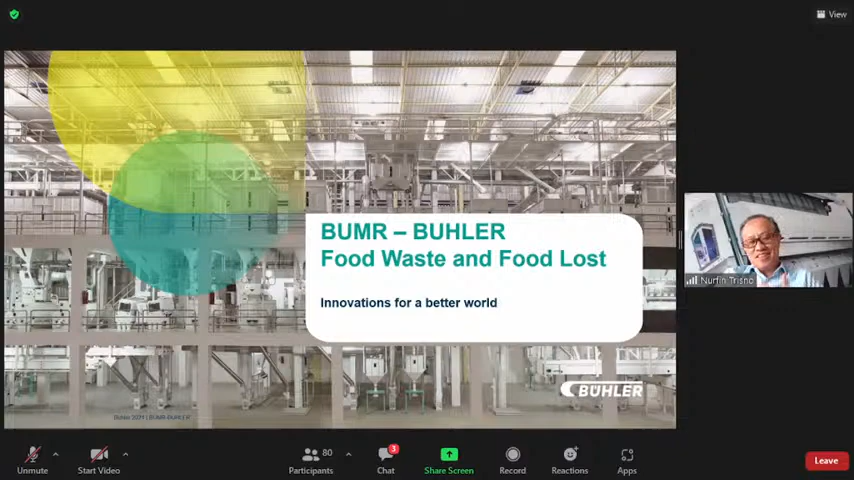 View
BUMR – BUHLER
Food Waste and Food Lost
Innovations for a better world
BÜHLER
Nurfin Trisno
Unmute
Start Video
80
Participants
3
Chat
Share Screen
Record
Reactions
Apps
Leave